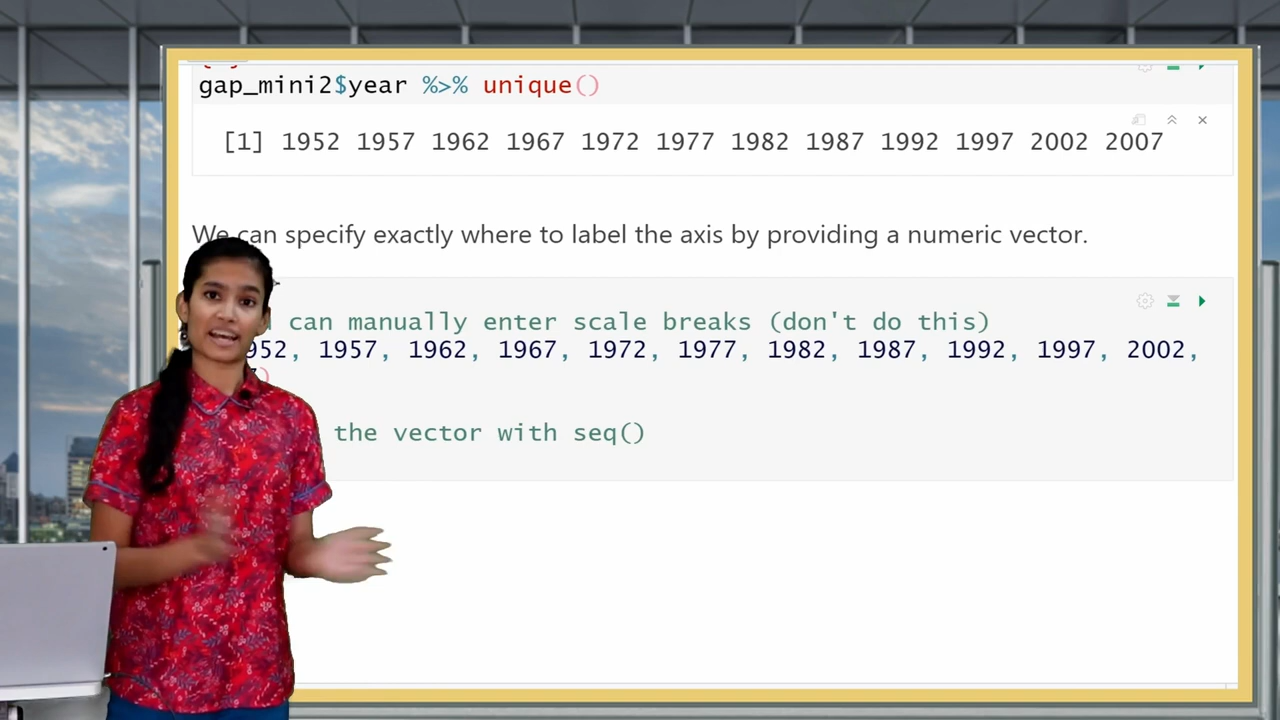 gap_mini2$year %>% unique()
[1] 1952 1957 1962 1967 1972 1977 1982 1987 1992 1997 2002 2007
We can specify exactly where to label the axis by providing a numeric vector.
can manually enter scale breaks (don't do this)
952, 1957, 1962, 1967, 1972, 1977, 1982, 1987, 1992, 1997, 2002,
)
the vector with seq()